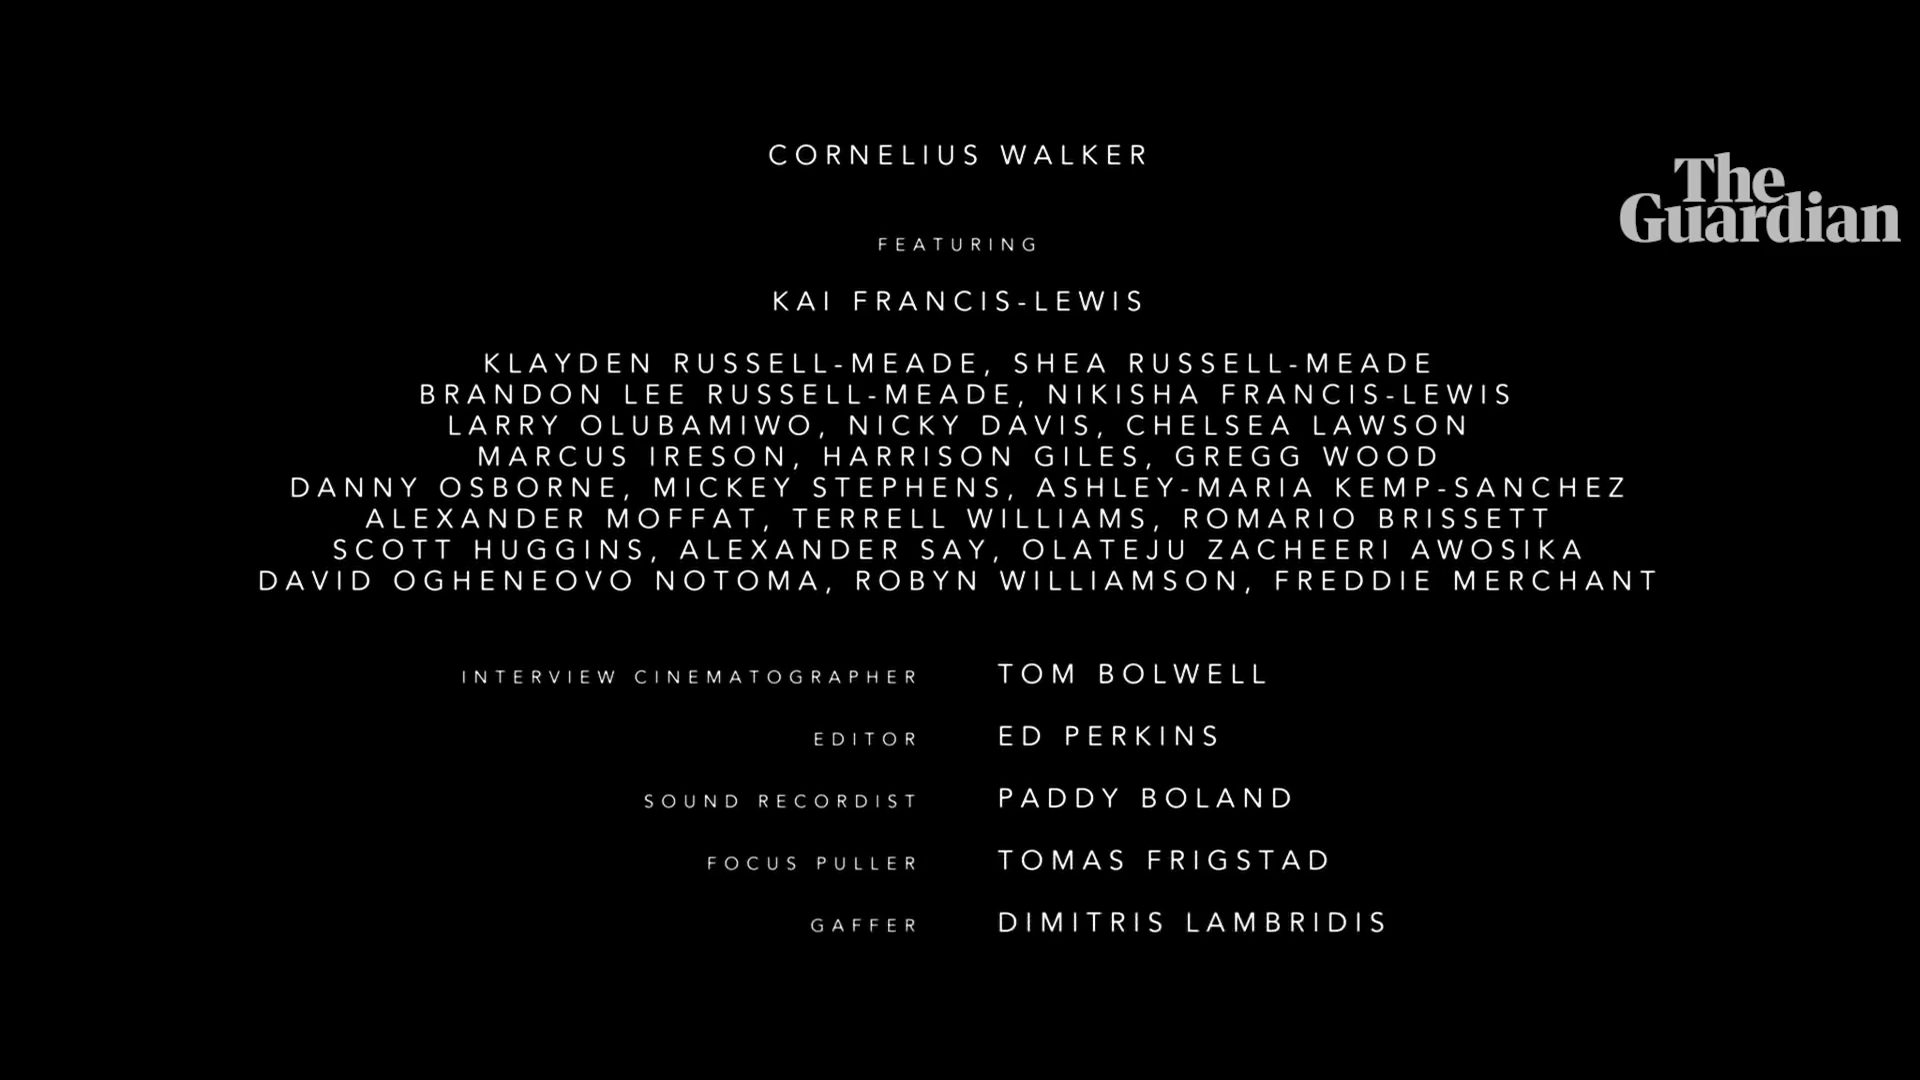 CORNELIUS WALKER
The
Guardian
FEATURING
KAI FRANCIS-LEWIS
KLAYDEN RUSSELL-MEADE, SHEA RUSSELL-MEADE
BRANDON LEE RUSSELL-MEADE, NIKISHA FRANCIS-LEWIS
LARRY OLUBAMIWO, NICKY DAVIS, CHELSEA LAWSON
MARCUS IRESON, HARRISON GILES, GREGG WOOD
DANNY OSBORNE, MICKEY STEPHENS, ASHLEY-MARIA KEMP-SANCHEZ
ALEXANDER MOFFAT, TERRELL WILLIAMS, ROMARIO BRISSETT
SCOTT HUGGINS, ALEXANDER SAY, OLATEJU ZACHEERI AWOSIKA
DAVID OGHENEOVO NOTOMA, ROBYN WILLIAMSON, FREDDIE MERCHANT
INTERVIEW CINEMATOGRAPHER TOM BOLWELL
EDITOR ED PERKINS
SOUND RECORDIST PADDY BOLAND
FOCUS PULLER TOMAS FRIGSTAD
GAFFER DIMITRIS LAMBRIDIS